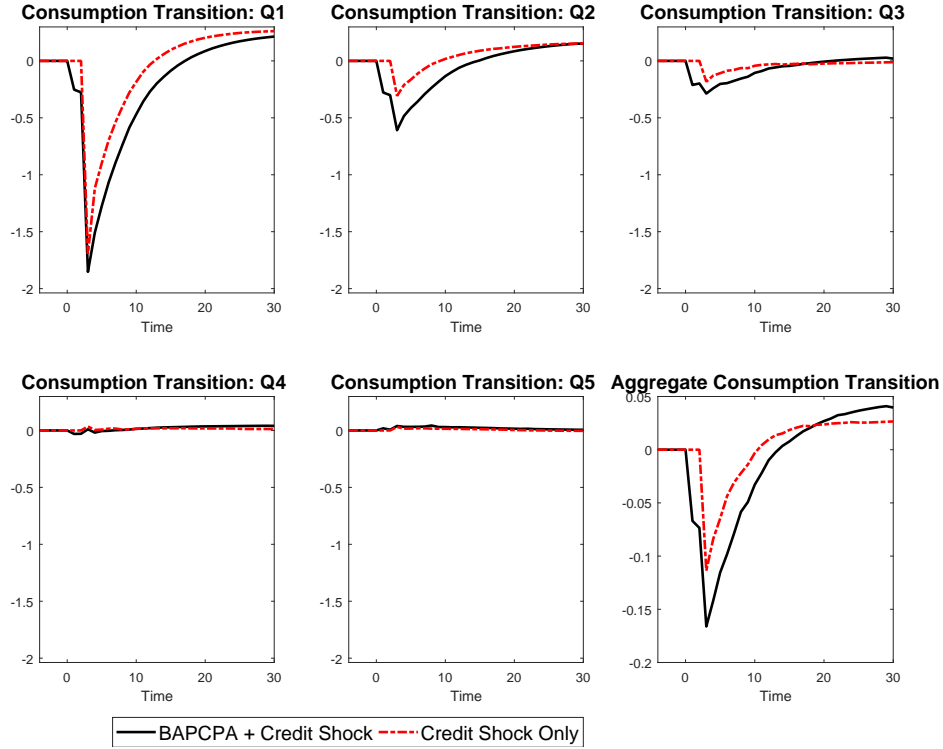 Consumption Transition: Q1
0
-0.5
-1
-1.5
-2
0 10 20 30
Time
Consumption Transition: Q2
0
-0.5
-1
-1.5
-2
0 10 20 30
Time
Consumption Transition: Q3
0
-0.5
-1
-1.5
-2
0 10 20 30
Time
Consumption Transition: Q4
0
-0.5
-1
-1.5
-2
0 10 20 30
Time
Consumption Transition: Q5
0
-0.5
-1
-1.5
-2
0 10 20 30
Time
Aggregate Consumption Transition
0.05
0
-0.05
-0.1
-0.15
-0.2
0 10 20 30
Time
BAPCPA + Credit Shock Credit Shock Only